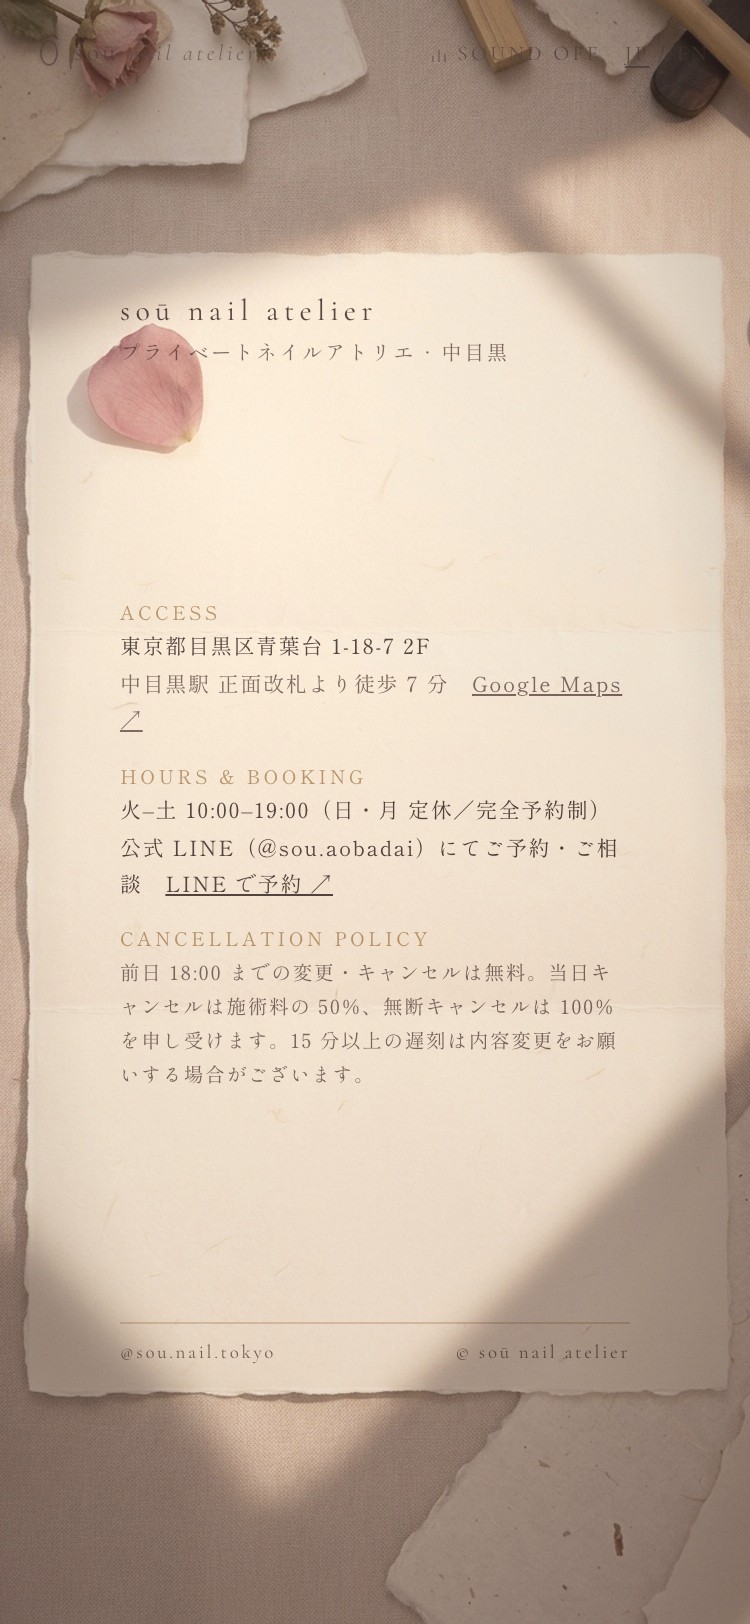 soū nail atelier
SOUND OFF JP / EN
soū nail atelier
プライベートネイルアトリエ · 中目黒
ACCESS
東京都目黒区青葉台 1-18-7 2F
中目黒駅 正面改札より徒歩 7 分 Google Maps
↗
HOURS & BOOKING
火–土 10:00–19:00（日・月 定休／完全予約制）
公式 LINE（@sou.aobadai）にてご予約・ご相
談 LINE で予約 ↗
CANCELLATION POLICY
前日 18:00 までの変更・キャンセルは無料。当日キ
ャンセルは施術料の 50%、無断キャンセルは 100%
を申し受けます。15 分以上の遅刻は内容変更をお願
いする場合がございます。
@sou.nail.tokyo
© soū nail atelier